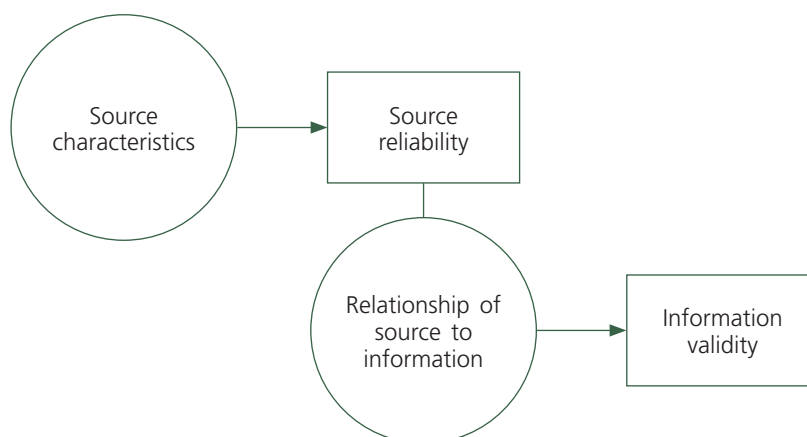 Source
characteristics
Source
reliability
Relationship of
source to
information
Information
validity